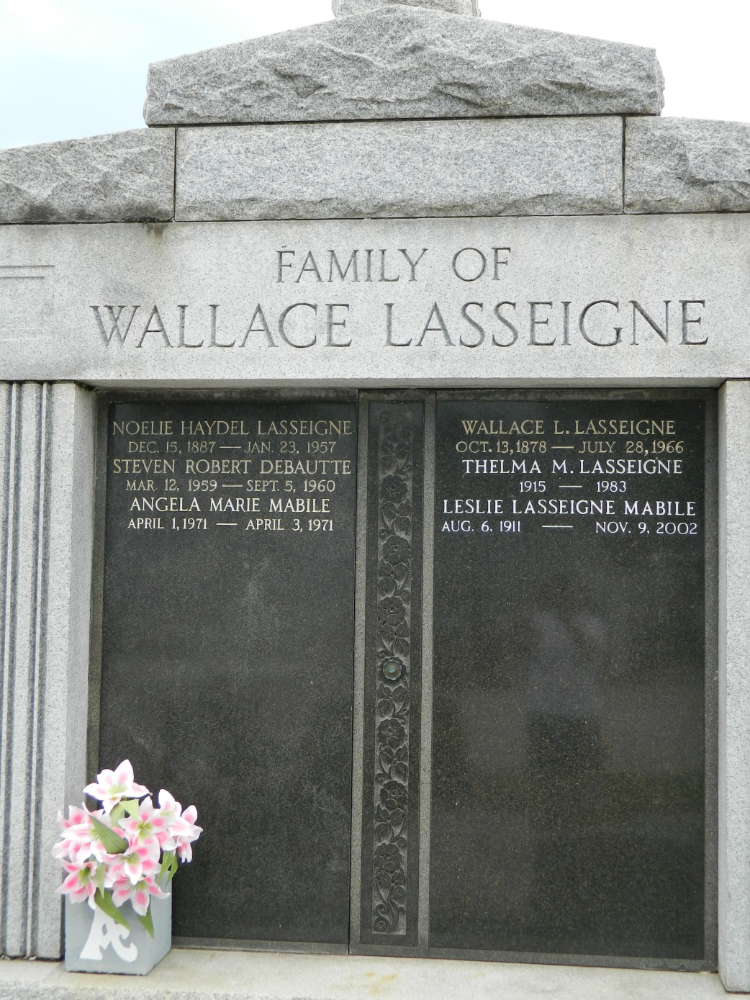 FAMILY OF
WALLACE LASSEIGNE
NOELIE HAYDEL LASSEIGNE
DEC. 15, 1887 — JAN. 23, 1957
STEVEN ROBERT DEBAUTTE
MAR. 12, 1959 — SEPT. 5, 1960
ANGELA MARIE MABILE
APRIL 1, 1971 — APRIL 3, 1971
WALLACE L. LASSEIGNE
OCT. 13, 1878 — JULY 28, 1966
THELMA M. LASSEIGNE
1915 — 1983
LESLIE LASSEIGNE MABILE
AUG. 6, 1911 — NOV. 9, 2002